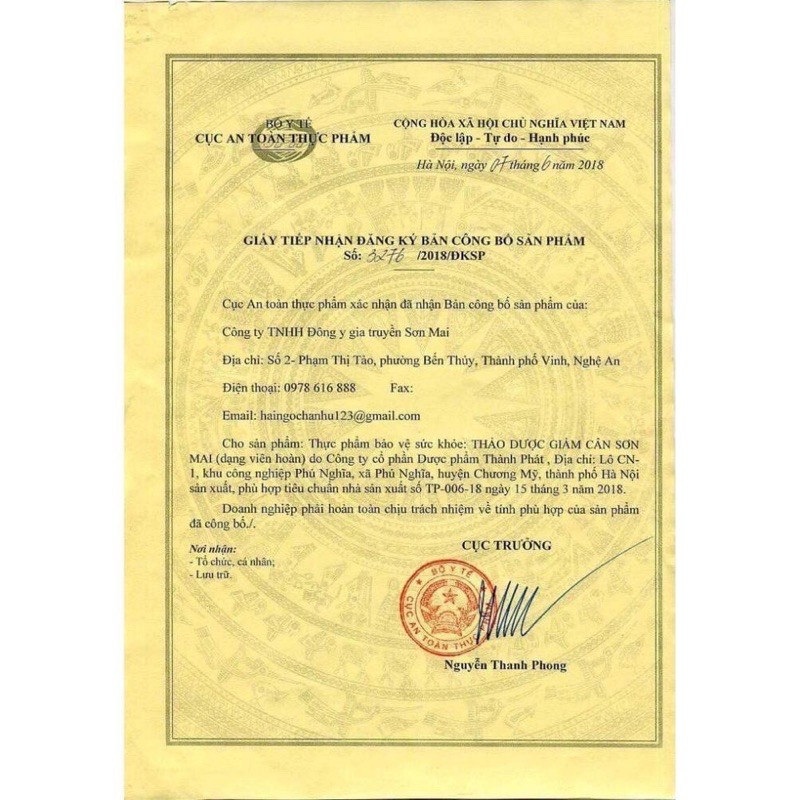 BỘ Y TẾ
CỤC AN TOÀN THỰC PHẨM
CỘNG HÒA XÃ HỘI CHỦ NGHĨA VIỆT NAM
Độc lập - Tự do - Hạnh phúc
Hà Nội, ngày 07 tháng 6 năm 2018
GIẤY TIẾP NHẬN ĐĂNG KÝ BẢN CÔNG BỐ SẢN PHẨM
Số: 3276 /2018/ĐKSP
Cục An toàn thực phẩm xác nhận đã nhận Bản công bố sản phẩm của:
Công ty TNHH Đông y gia truyền Sơn Mai
Địa chỉ: Số 2- Phạm Thị Tảo, phường Bến Thủy, Thành phố Vinh, Nghệ An
Điện thoại: 0978 616 888 Fax:
Email: haingochanhu123@gmail.com
Cho sản phẩm: Thực phẩm bảo vệ sức khỏe: THẢO DƯỢC GIẢM CÂN SƠN
MAI (dạng viên hoàn) do Công ty cổ phần Dược phẩm Thành Phát , Địa chỉ: Lô CN-
1, khu công nghiệp Phú Nghĩa, xã Phú Nghĩa, huyện Chương Mỹ, thành phố Hà Nội
sản xuất, phù hợp tiêu chuẩn nhà sản xuất số TP-006-18 ngày 15 tháng 3 năm 2018.
Doanh nghiệp phải hoàn toàn chịu trách nhiệm về tính phù hợp của sản phẩm
đã công bố./.
Nơi nhận:
- Tổ chức, cá nhân;
- Lưu trữ.
CỤC TRƯỞNG
BỘ Y TẾ
CỤC AN TOÀN THỰC PHẨM
Nguyễn Thanh Phong